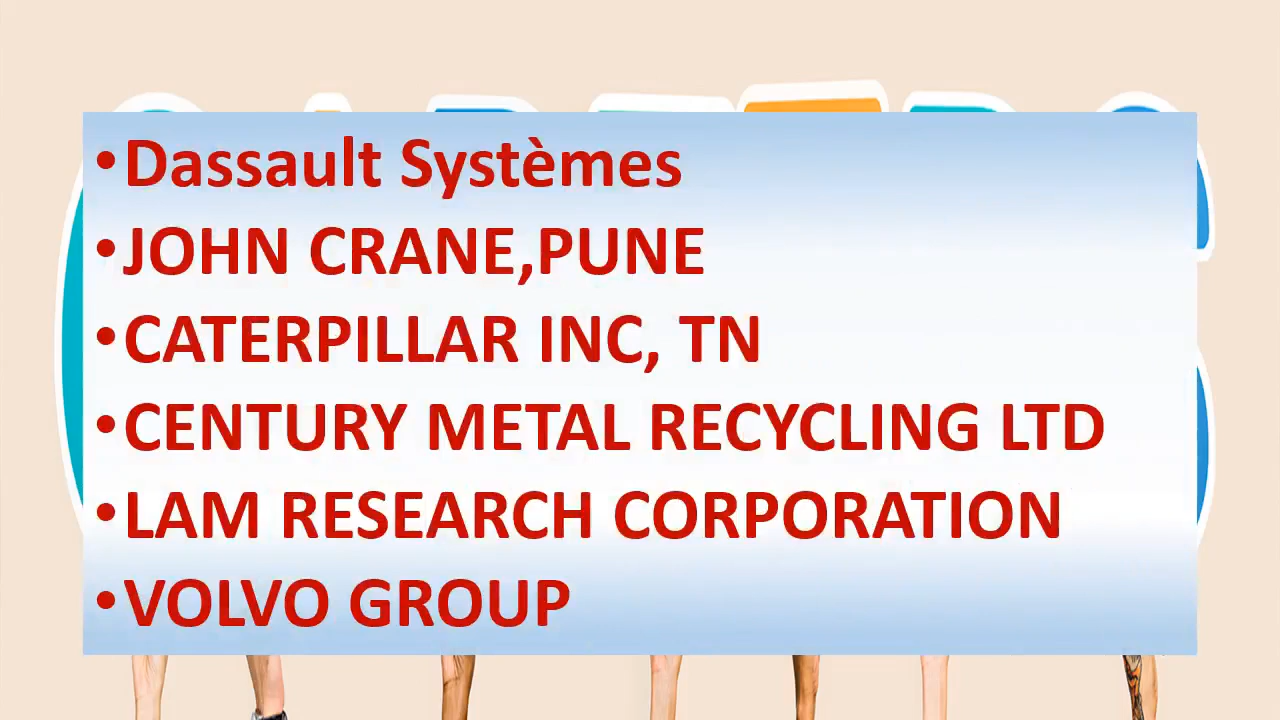 •Dassault Systèmes
•JOHN CRANE,PUNE
•CATERPILLAR INC, TN
•CENTURY METAL RECYCLING LTD
•LAM RESEARCH CORPORATION
•VOLVO GROUP